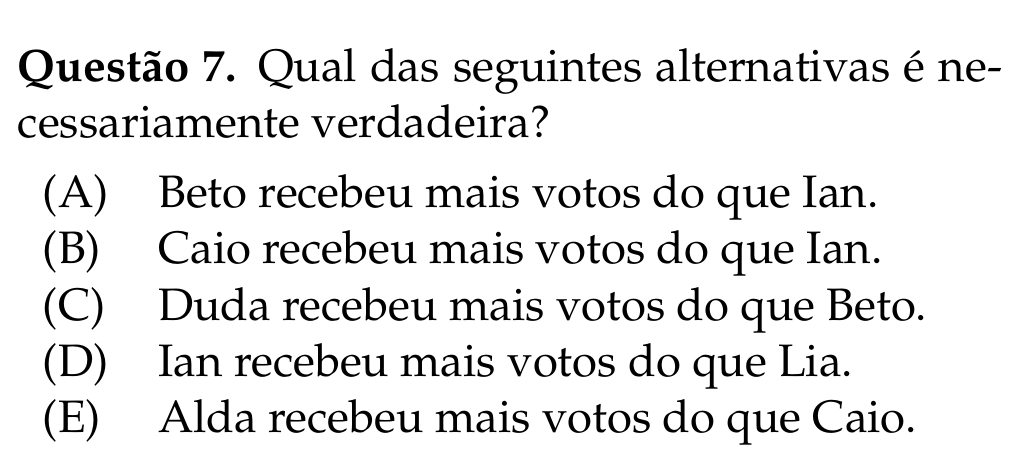 Questão 7. Qual das seguintes alternativas é ne-
cessariamente verdadeira?
(A) Beto recebeu mais votos do que Ian.
(B) Caio recebeu mais votos do que Ian.
(C) Duda recebeu mais votos do que Beto.
(D) Ian recebeu mais votos do que Lia.
(E) Alda recebeu mais votos do que Caio.